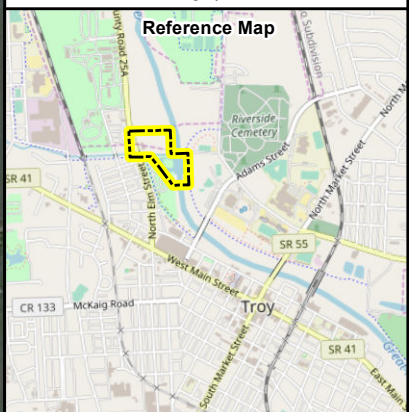 Reference Map
County Road 25A
Subdivision
Riverside
Cemetery
North M
Adams Street
North Market Street
SR 41
North Elm Street
SR 55
West Main Street
CR 133
McKaig Road
Troy
SR 41
Great
South Market Street
East Main